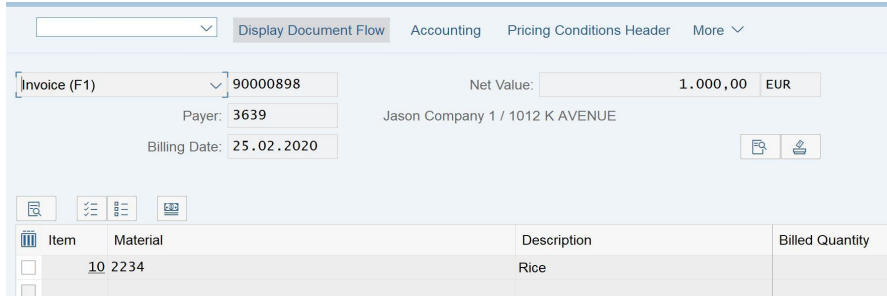 Display Document Flow Accounting Pricing Conditions Header More
Invoice (F1) 90000898 Net Value: 1.000,00 EUR
Payer: 3639 Jason Company 1 / 1012 K AVENUE
Billing Date: 25.02.2020
Item Material Description Billed Quantity
10 2234 Rice